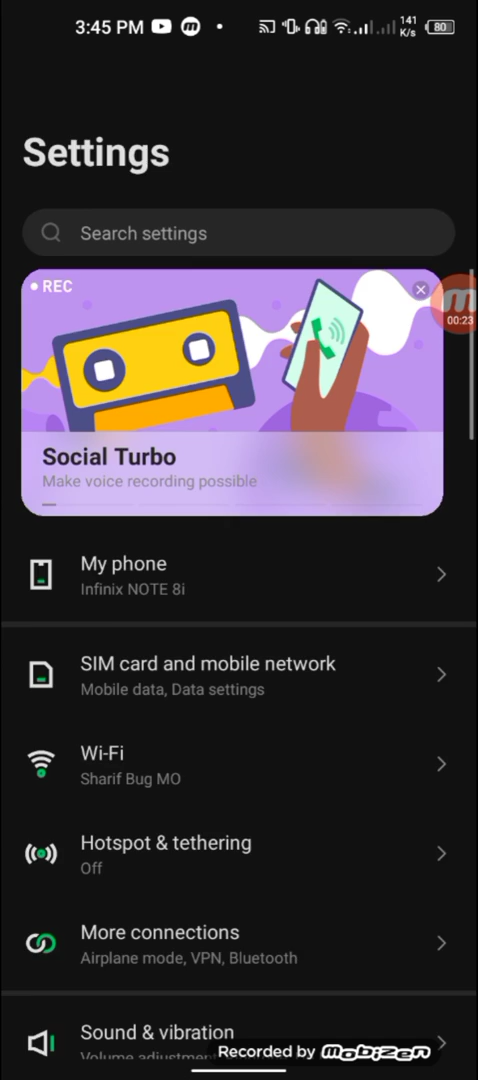 3:45 PM
141
K/s
80
Settings
Search settings
REC
00:23
Social Turbo
Make voice recording possible
My phone
Infinix NOTE 8i
SIM card and mobile network
Mobile data, Data settings
Wi-Fi
Sharif Bug MO
Hotspot & tethering
Off
More connections
Airplane mode, VPN, Bluetooth
Sound & vibration
Recorded by mobizen